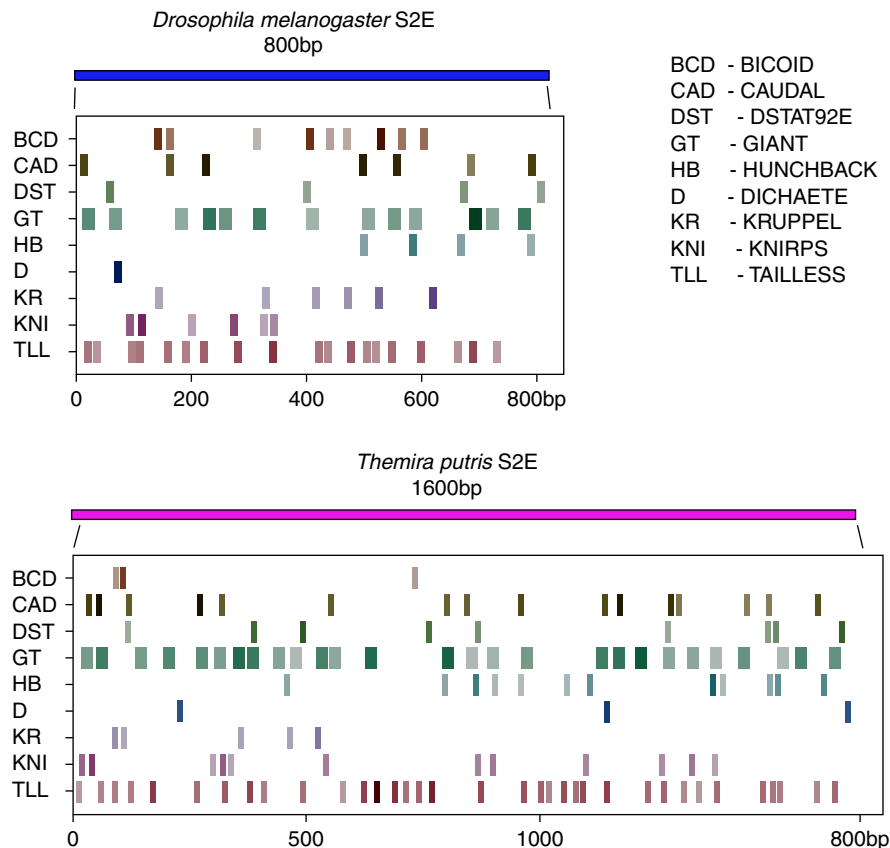 Drosophila melanogaster S2E
800bp
BCD - BICOID
CAD - CAUDAL
DST - DSTAT92E
GT - GIANT
HB - HUNCHBACK
D - DICHAETE
KR - KRUPPEL
KNI - KNIRPS
TLL - TAILLESS
BCD
CAD
DST
GT
HB
D
KR
KNI
TLL
0 200 400 600 800bp
Themira putris S2E
1600bp
BCD
CAD
DST
GT
HB
D
KR
KNI
TLL
0 500 1000 800bp